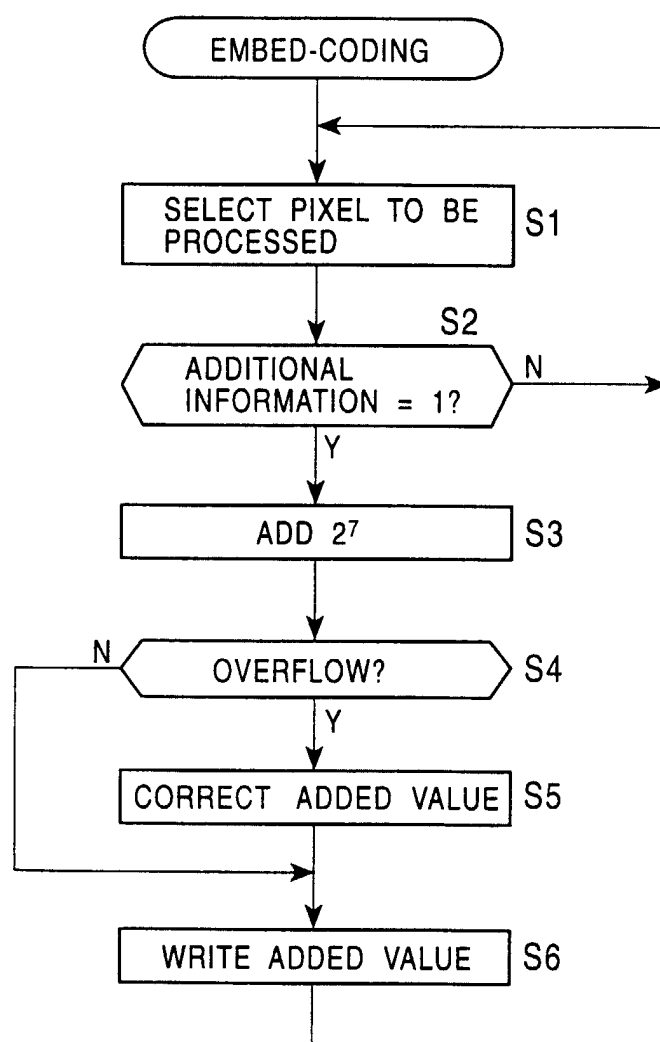 EMBED-CODING
SELECT PIXEL TO BE
PROCESSED
S1
S2
ADDITIONAL
INFORMATION = 1?
N
Y
ADD 2⁷
S3
N
OVERFLOW?
S4
Y
CORRECT ADDED VALUE
S5
WRITE ADDED VALUE
S6